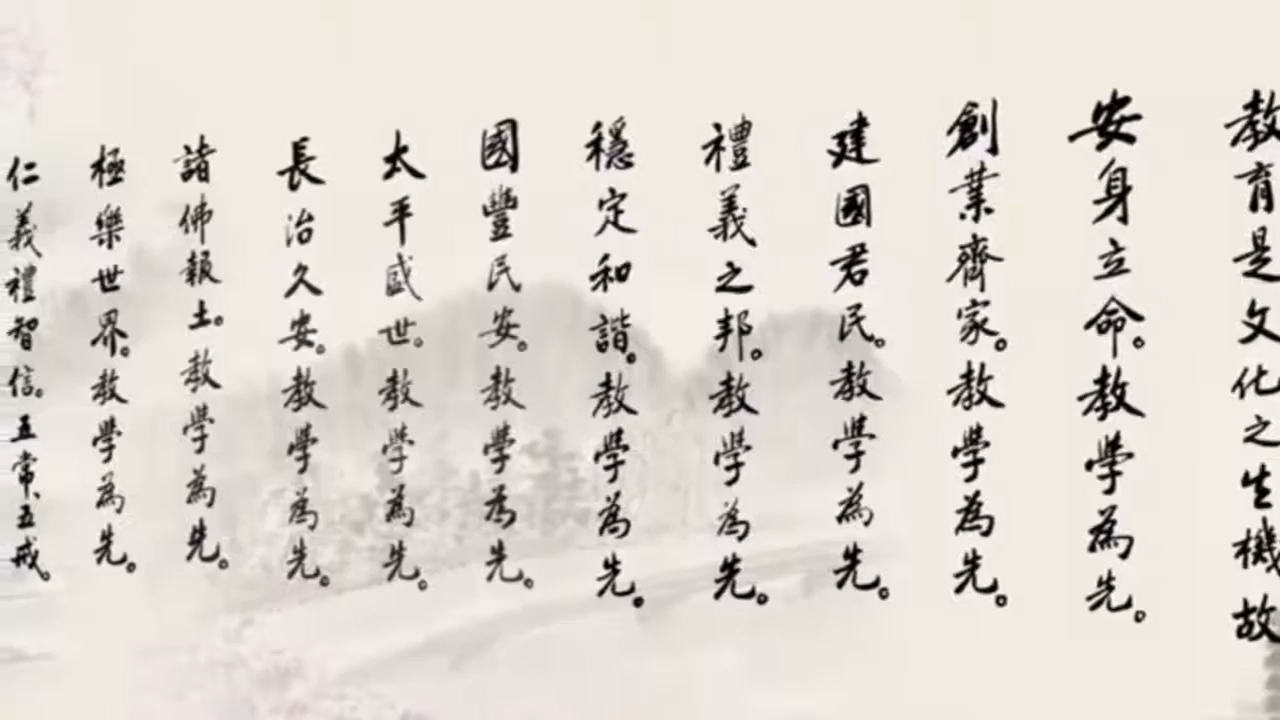 教育是文化之生機故
安身立命。教學為先。
創業齊家。教學為先。
建國君民。教學為先。
禮義之邦。教學為先。
穩定和諧。教學為先。
國豐民安。教學為先。
太平盛世。教學為先。
長治久安。教學為先。
諸佛報土。教學為先。
極樂世界。教學為先。
仁義禮智信。五常、五戒。